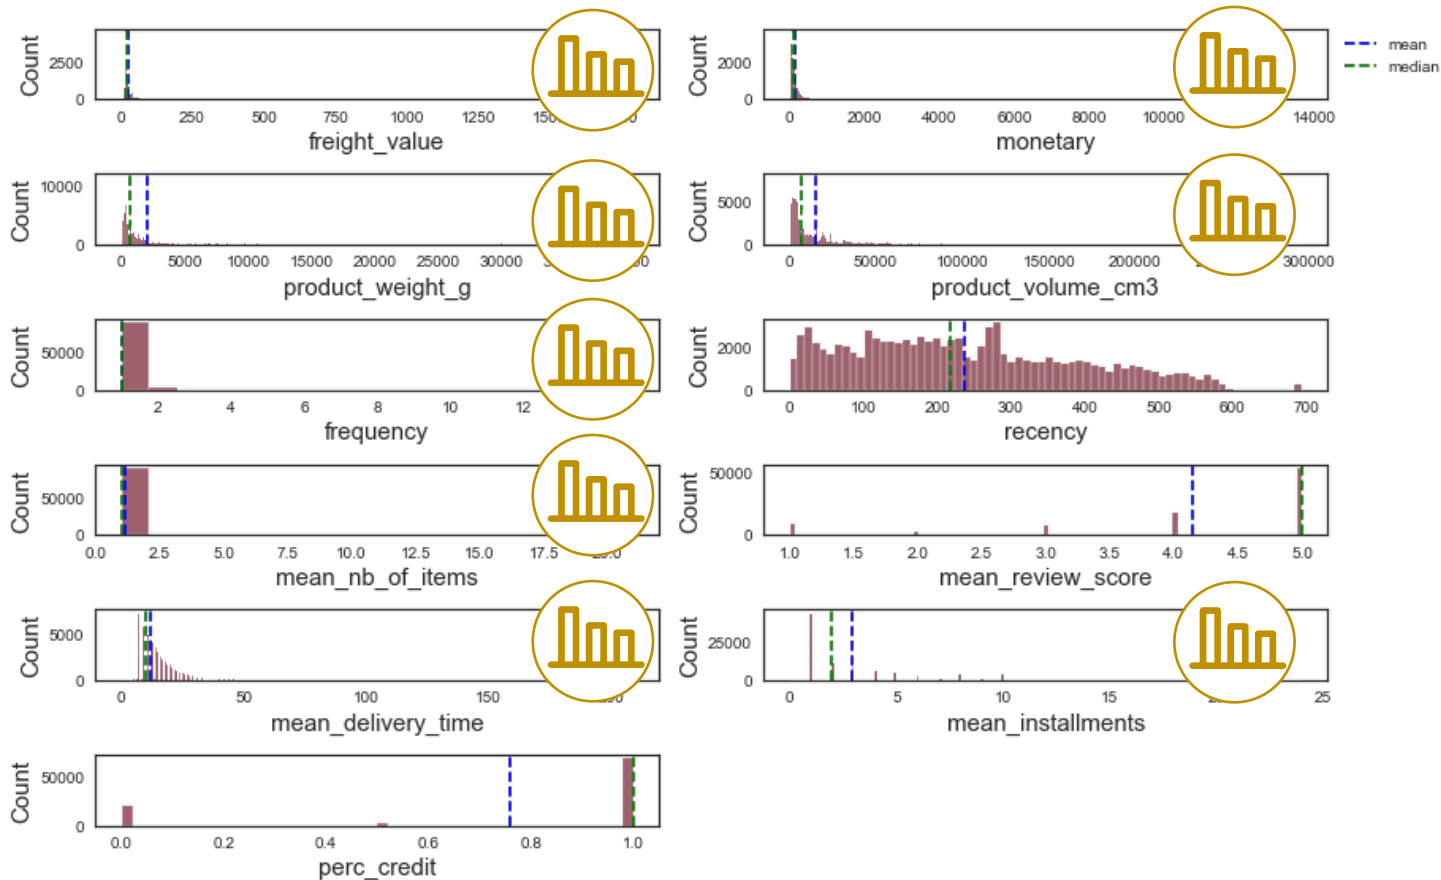 Count
2500
0
0 250 500 750 1000 1250
freight_value
Count
2000
0
0 2000 4000 6000 8000 10000 14000
monetary
mean
median
Count
10000
0
0 5000 10000 15000 20000 25000 30000
product_weight_g
Count
5000
0
0 50000 100000 150000 200000 300000
product_volume_cm3
Count
50000
0
2 4 6 8 10 12
frequency
Count
2000
0
0 100 200 300 400 500 600 700
recency
Count
50000
0
0.0 2.5 5.0 7.5 10.0 12.5 15.0 17.5
mean_nb_of_items
Count
50000
0
1.0 1.5 2.0 2.5 3.0 3.5 4.0 4.5 5.0
mean_review_score
Count
5000
0
0 50 100 150
mean_delivery_time
Count
25000
0
0 5 10 15 25
mean_installments
Count
50000
0
0.0 0.2 0.4 0.6 0.8 1.0
perc_credit